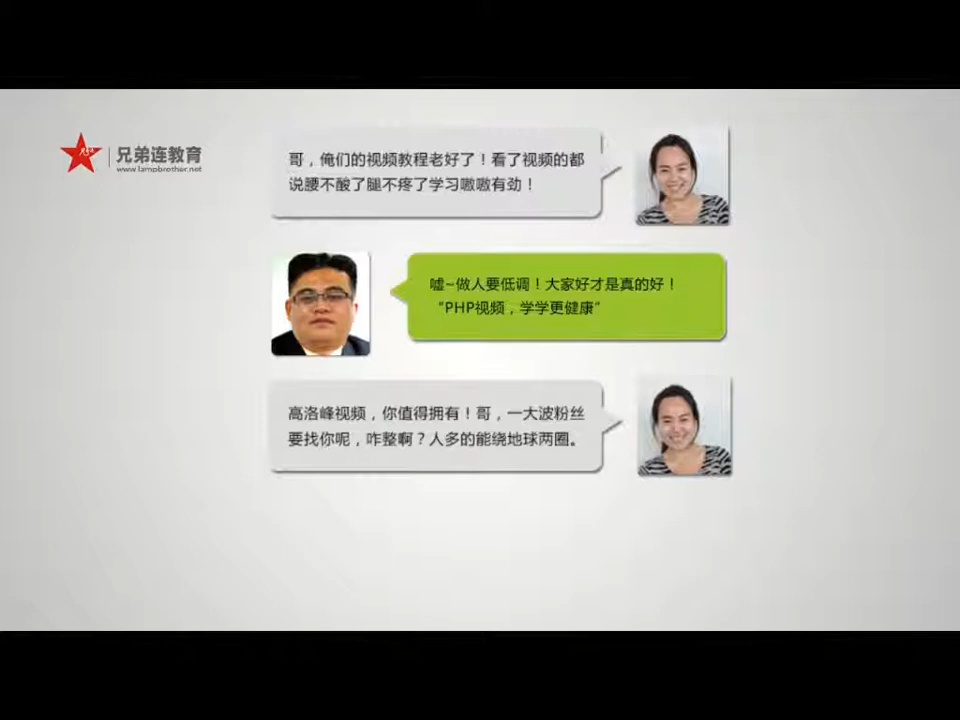 兄弟连教育
www.lampbrother.net
哥，俺们的视频教程老好了！看了视频的都
说腰不酸了腿不疼了学习嗷嗷有劲！
嘘~做人要低调！大家好才是真的好！
“PHP视频，学学更健康”
高洛峰视频，你值得拥有！哥，一大波粉丝
要找你呢，咋整啊？人多的能绕地球两圈。